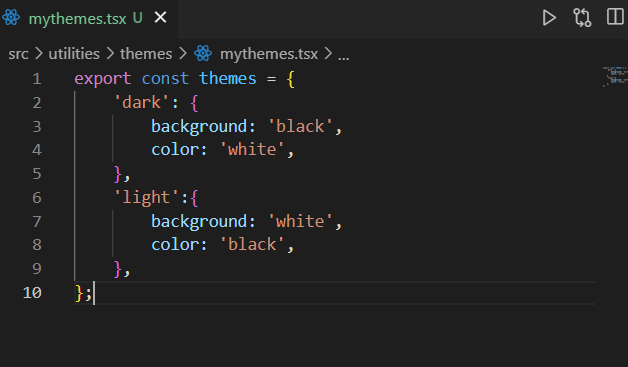 mythemes.tsx U
src > utilities > themes > mythemes.tsx > ...
1 export const themes = {
2     'dark': {
3         background: 'black',
4         color: 'white',
5     },
6     'light':{
7         background: 'white',
8         color: 'black',
9     },
10 };